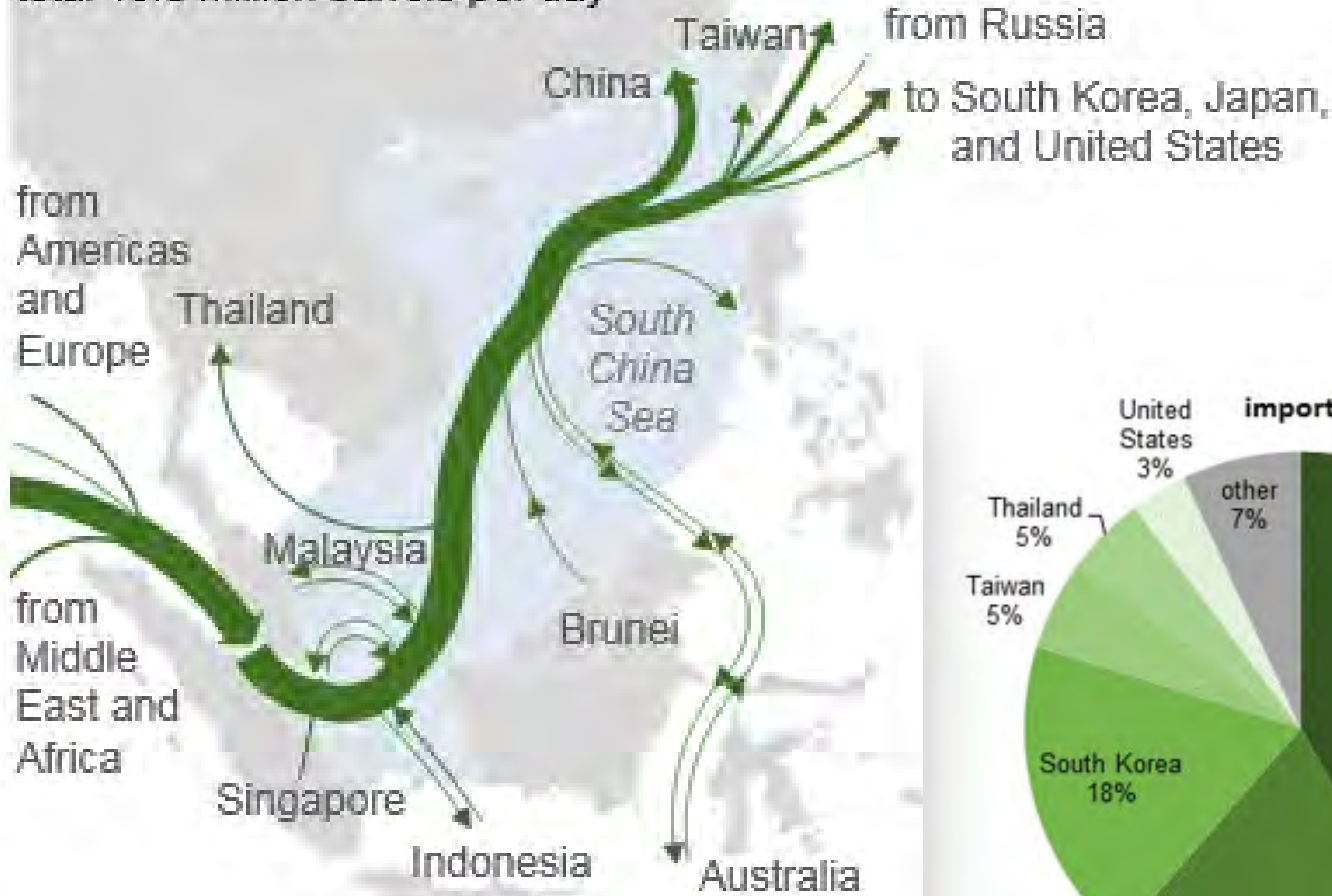 Taiwan
from Russia
China
to South Korea, Japan,
and United States
from
Americas
and
Europe
Thailand
South
China
Sea
Malaysia
Brunei
from
Middle
East and
Africa
Singapore
Indonesia
Australia
United
States
3%
import
other
7%
Thailand
5%
Taiwan
5%
South Korea
18%